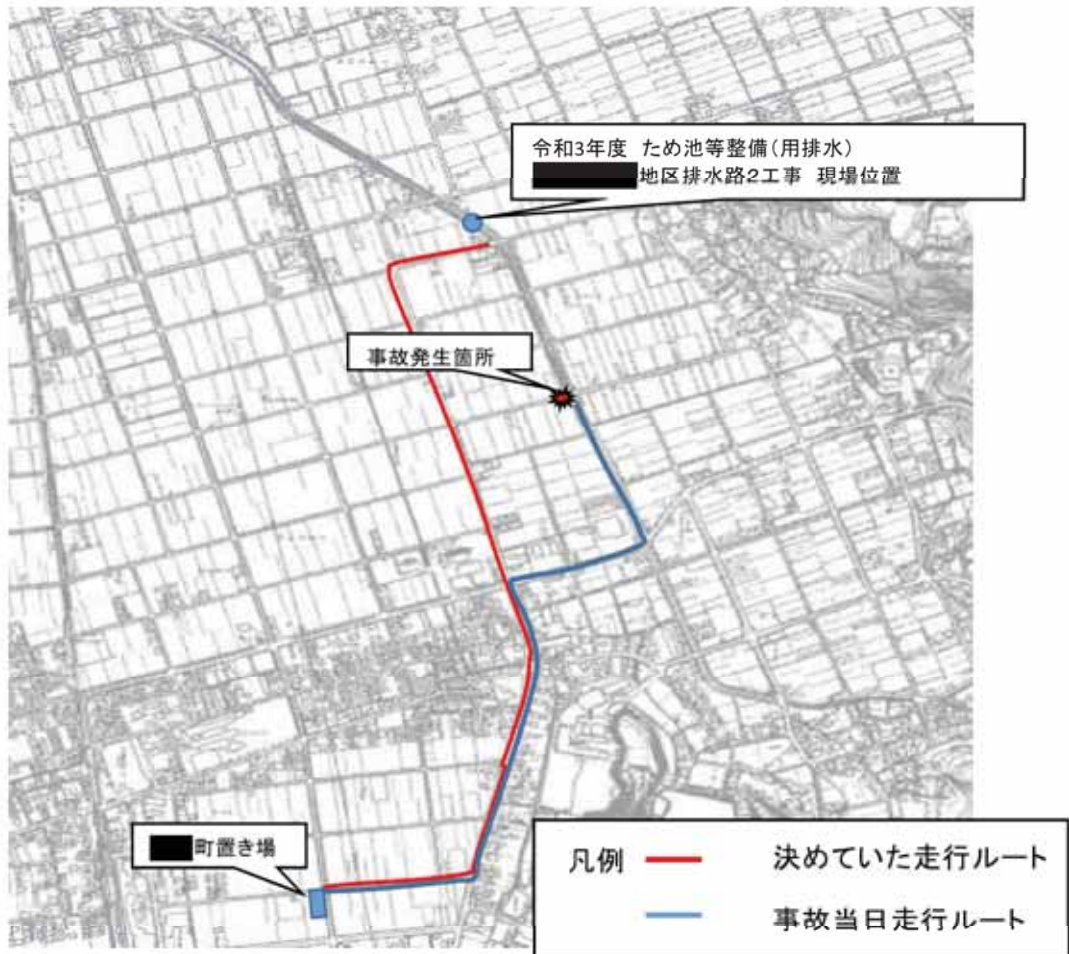 令和3年度 ため池等整備(用排水)
地区排水路2工事 現場位置
事故発生箇所
町置き場
凡例
決めていた走行ルート
事故当日走行ルート